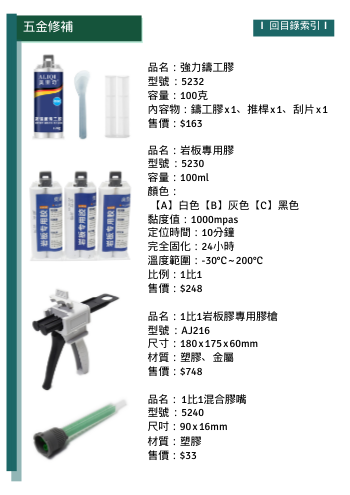 五金修補
回目錄索引
品名：強力鑄工膠
型號：5232
容量：100克
內容物：鑄工膠x1、推桿x1、刮片x1
售價：$163
品名：岩板專用膠
型號：5230
容量：100ml
顏色：
【A】白色【B】灰色【C】黑色
黏度值：1000mpas
定位時間：10分鐘
完全固化：24小時
溫度範圍：-30℃~200℃
比例：1比1
售價：$248
品名：1比1岩板膠專用膠槍
型號：AJ216
尺寸：180x175x60mm
材質：塑膠、金屬
售價：$748
品名：1比1混合膠嘴
型號：5240
尺吋：90x16mm
材質：塑膠
售價：$33